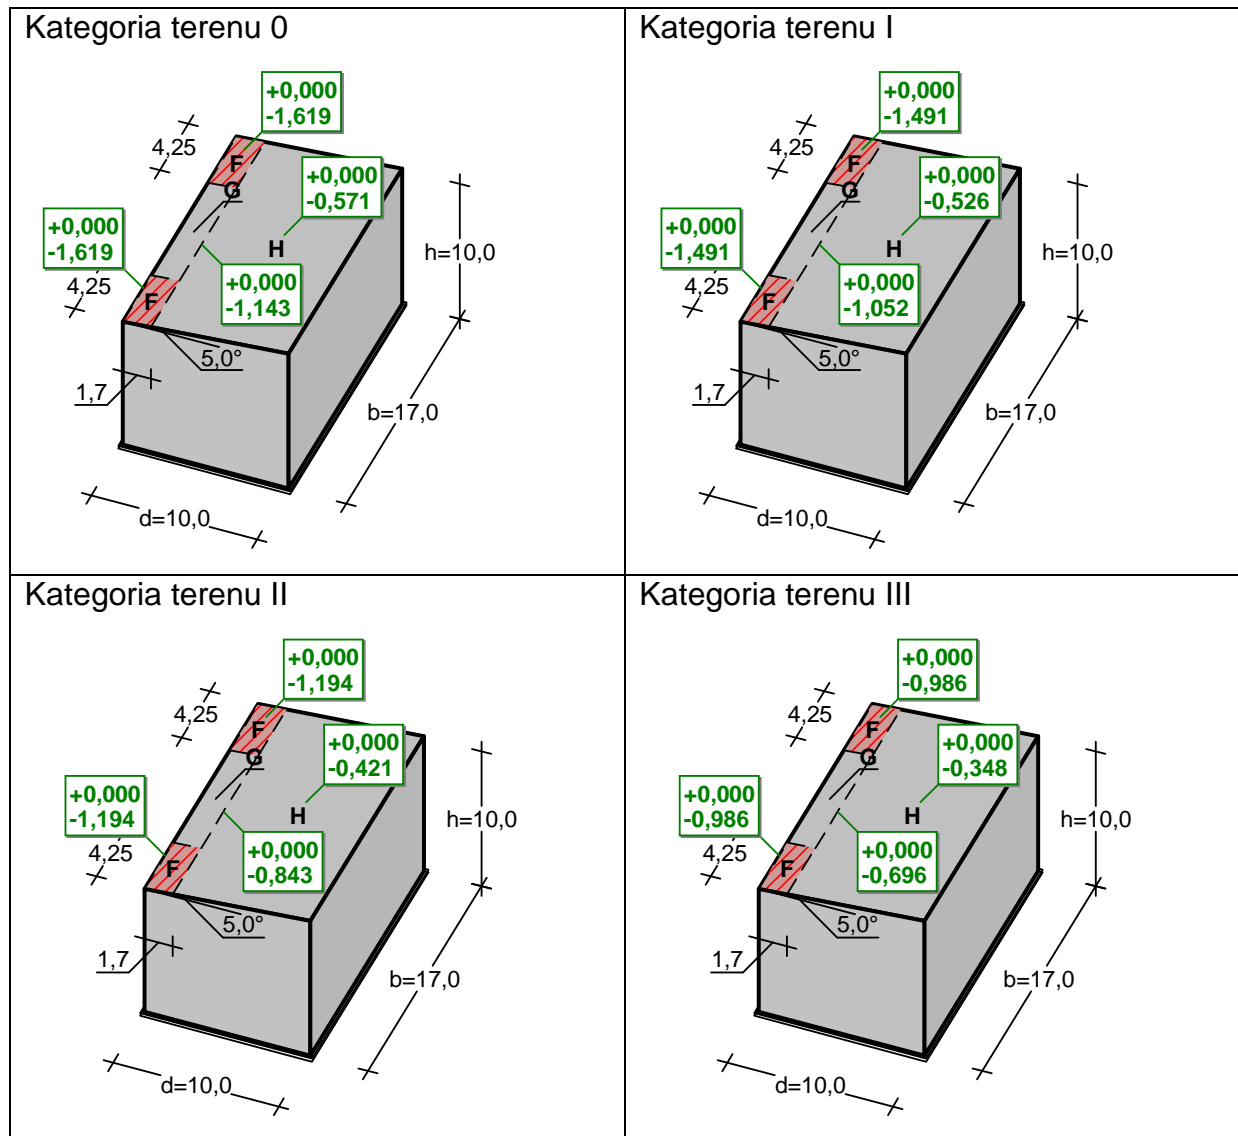 Kategoria terenu 0
+0,000
-1,619
4,25
F
G
+0,000
-0,571
+0,000
-1,619
H
h=10,0
4,25
F
+0,000
-1,143
5,0°
1,7
b=17,0
d=10,0
Kategoria terenu I
+0,000
-1,491
4,25
F
G
+0,000
-0,526
+0,000
-1,491
H
h=10,0
4,25
F
+0,000
-1,052
5,0°
1,7
b=17,0
d=10,0
Kategoria terenu II
+0,000
-1,194
4,25
F
G
+0,000
-0,421
+0,000
-1,194
H
h=10,0
4,25
F
+0,000
-0,843
5,0°
1,7
b=17,0
d=10,0
Kategoria terenu III
+0,000
-0,986
4,25
F
G
+0,000
-0,348
+0,000
-0,986
H
h=10,0
4,25
F
+0,000
-0,696
5,0°
1,7
b=17,0
d=10,0